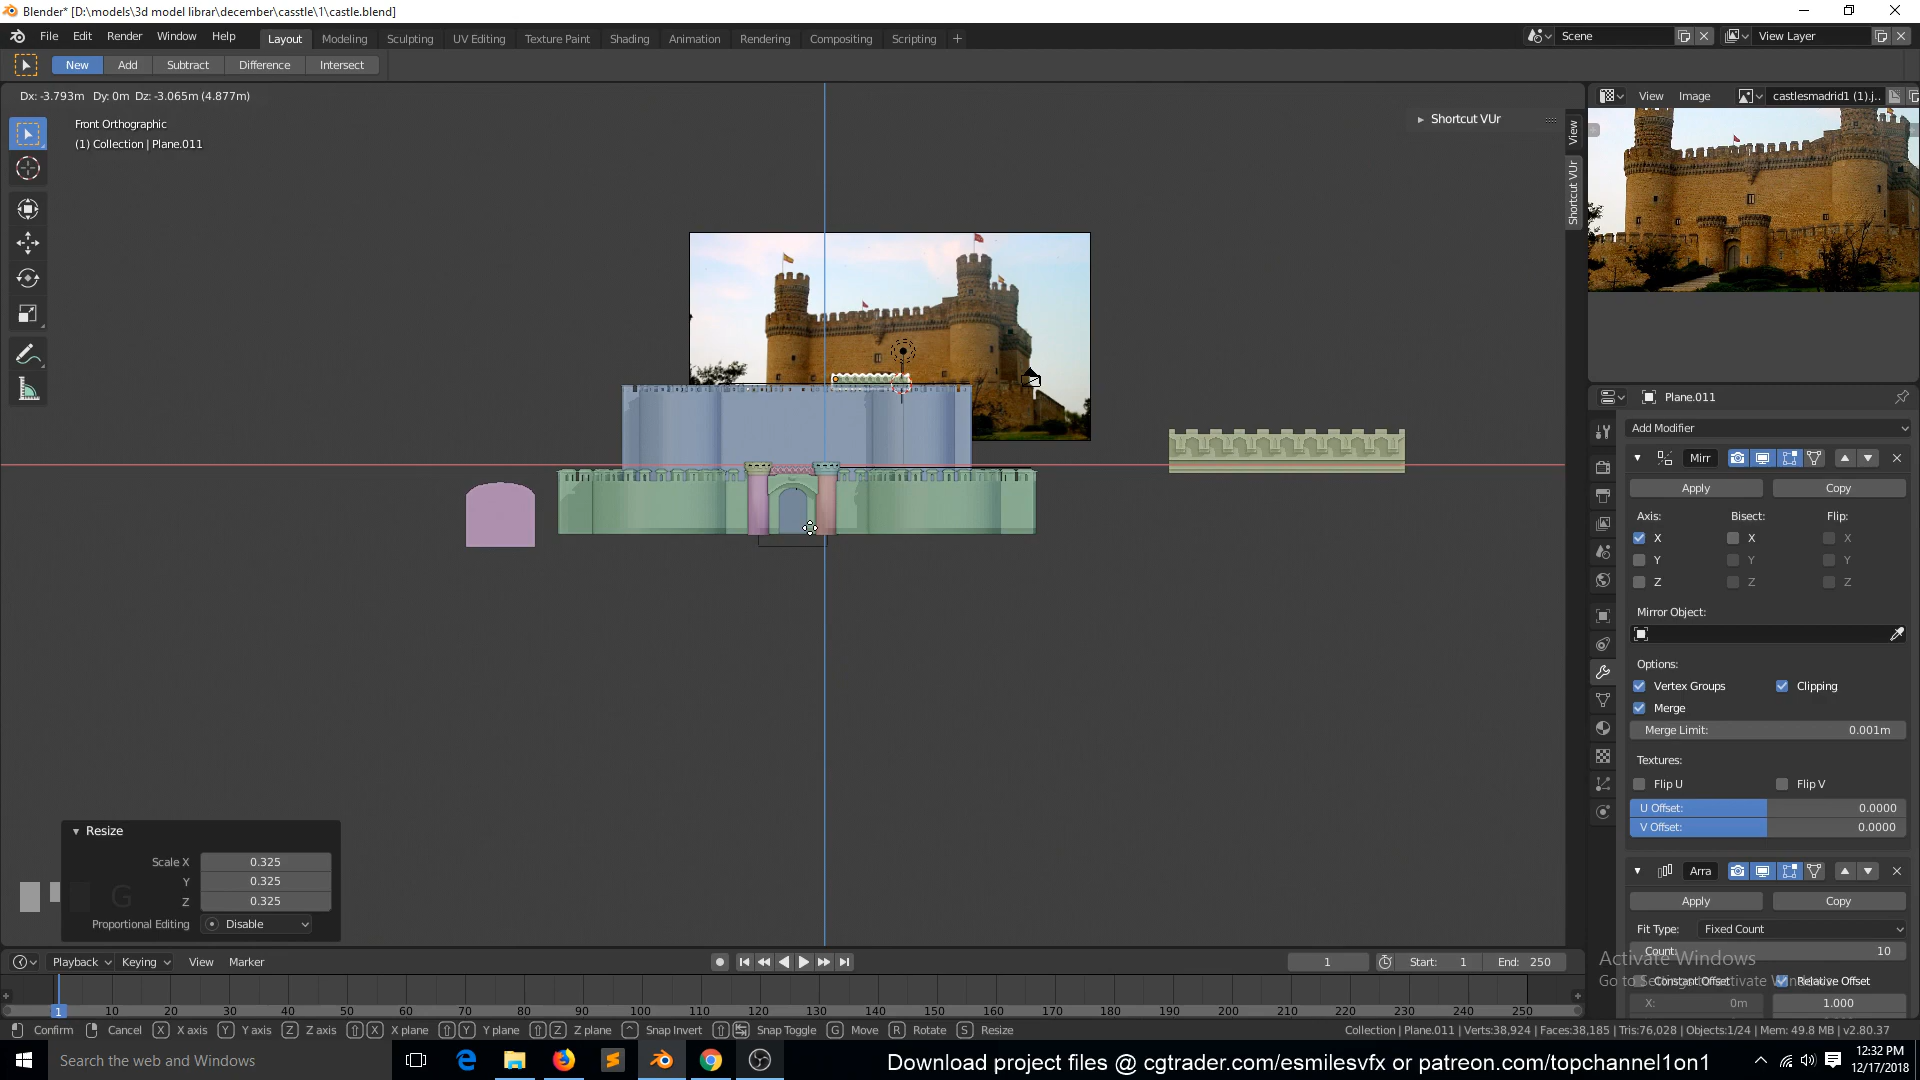 Blender* [D:\models\3d model librar\december\casstle\1\castle.blend]
File Edit Render Window Help Layout Modeling Sculpting UV Editing Texture Paint Shading Animation Rendering Compositing Scripting + Scene View Layer
New Add Subtract Difference Intersect
Dx: -3.793m Dy: 0m Dz: -3.065m (4.877m)
View Image castlesmadrid1 (1).j..
Front Orthographic
(1) Collection | Plane.011
Shortcut VUr
View
Shortcut VUr
Plane.011
Add Modifier
Mirr
Apply Copy
Axis: Bisect: Flip:
X X X
Y Y Y
Z Z Z
Mirror Object:
Options:
Vertex Groups Clipping
Merge
Merge Limit: 0.001m
Textures:
Flip U Flip V
U Offset: 0.0000
V Offset: 0.0000
Arra
Apply Copy
Fit Type: Fixed Count
Count: 10
Constant Offset Relative Offset
X: 0m 1.000
Activate Windows
Go to Settings to activate Windows.
Resize
Scale X 0.325
Y 0.325
Z 0.325
Proportional Editing Disable
G
Playback Keying View Marker 1 Start: 1 End: 250
1 10 20 30 40 50 60 70 80 90 100 110 120 130 140 150 160 170 180 190 200 210 220 230 240 250
Confirm Cancel X X axis Y Y axis Z Z axis X X plane Y Y plane Z Z plane Snap Invert Snap Toggle G Move R Rotate S Resize Collection | Plane.011 | Verts:38,924 | Faces:38,185 | Tris:76,028 | Objects:1/24 | Mem: 49.8 MB | v2.80.37
Search the web and Windows
Download project files @ cgtrader.com/esmilesvfx or patreon.com/topchannel1on1
12:32 PM
12/17/2018